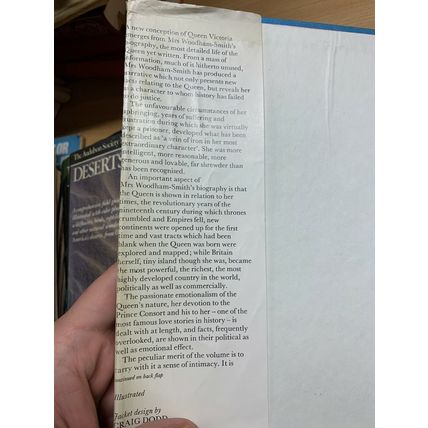 A new conception of Queen Victoria
emerges from Mrs Woodham-Smith's
biography, the most detailed life of the
Queen yet written. From a mass of
information, much of it hitherto unused,
Mrs Woodham-Smith has produced a
narrative which not only presents new
facts relating to the Queen, but reveal her
as a character to whom history has failed
to do justice.
The unfavourable circumstances of her
upbringing, years of suffering and
frustration during which she was virtually
kept a prisoner, developed what has been
described as 'a vein of iron in her most
extraordinary character'. She was more
intelligent, more reasonable, more
generous and lovable, far shrewder than
has been recognised.
An important aspect of
Mrs Woodham-Smith's biography is that
the Queen is shown in relation to her
times, the revolutionary years of the
nineteenth century during which thrones
crumbled and Empires fell, new
continents were opened up for the first
time and vast tracts which had been
blank when the Queen was born were
explored and mapped; while Britain
herself, tiny island though she was, became
the most powerful, the richest, the most
highly developed country in the world,
politically as well as commercially.
The passionate emotionalism of the
Queen's nature, her devotion to the
Prince Consort and his to her – one of the
most famous love stories in history – is
dealt with at length, and facts, frequently
overlooked, are shown in their political as
well as emotional effect.
The peculiar merit of the volume is to
carry with it a sense of intimacy. It is
continued on back flap
Illustrated
Jacket design by
CRAIG DODD
The Audubon Society
DESERT